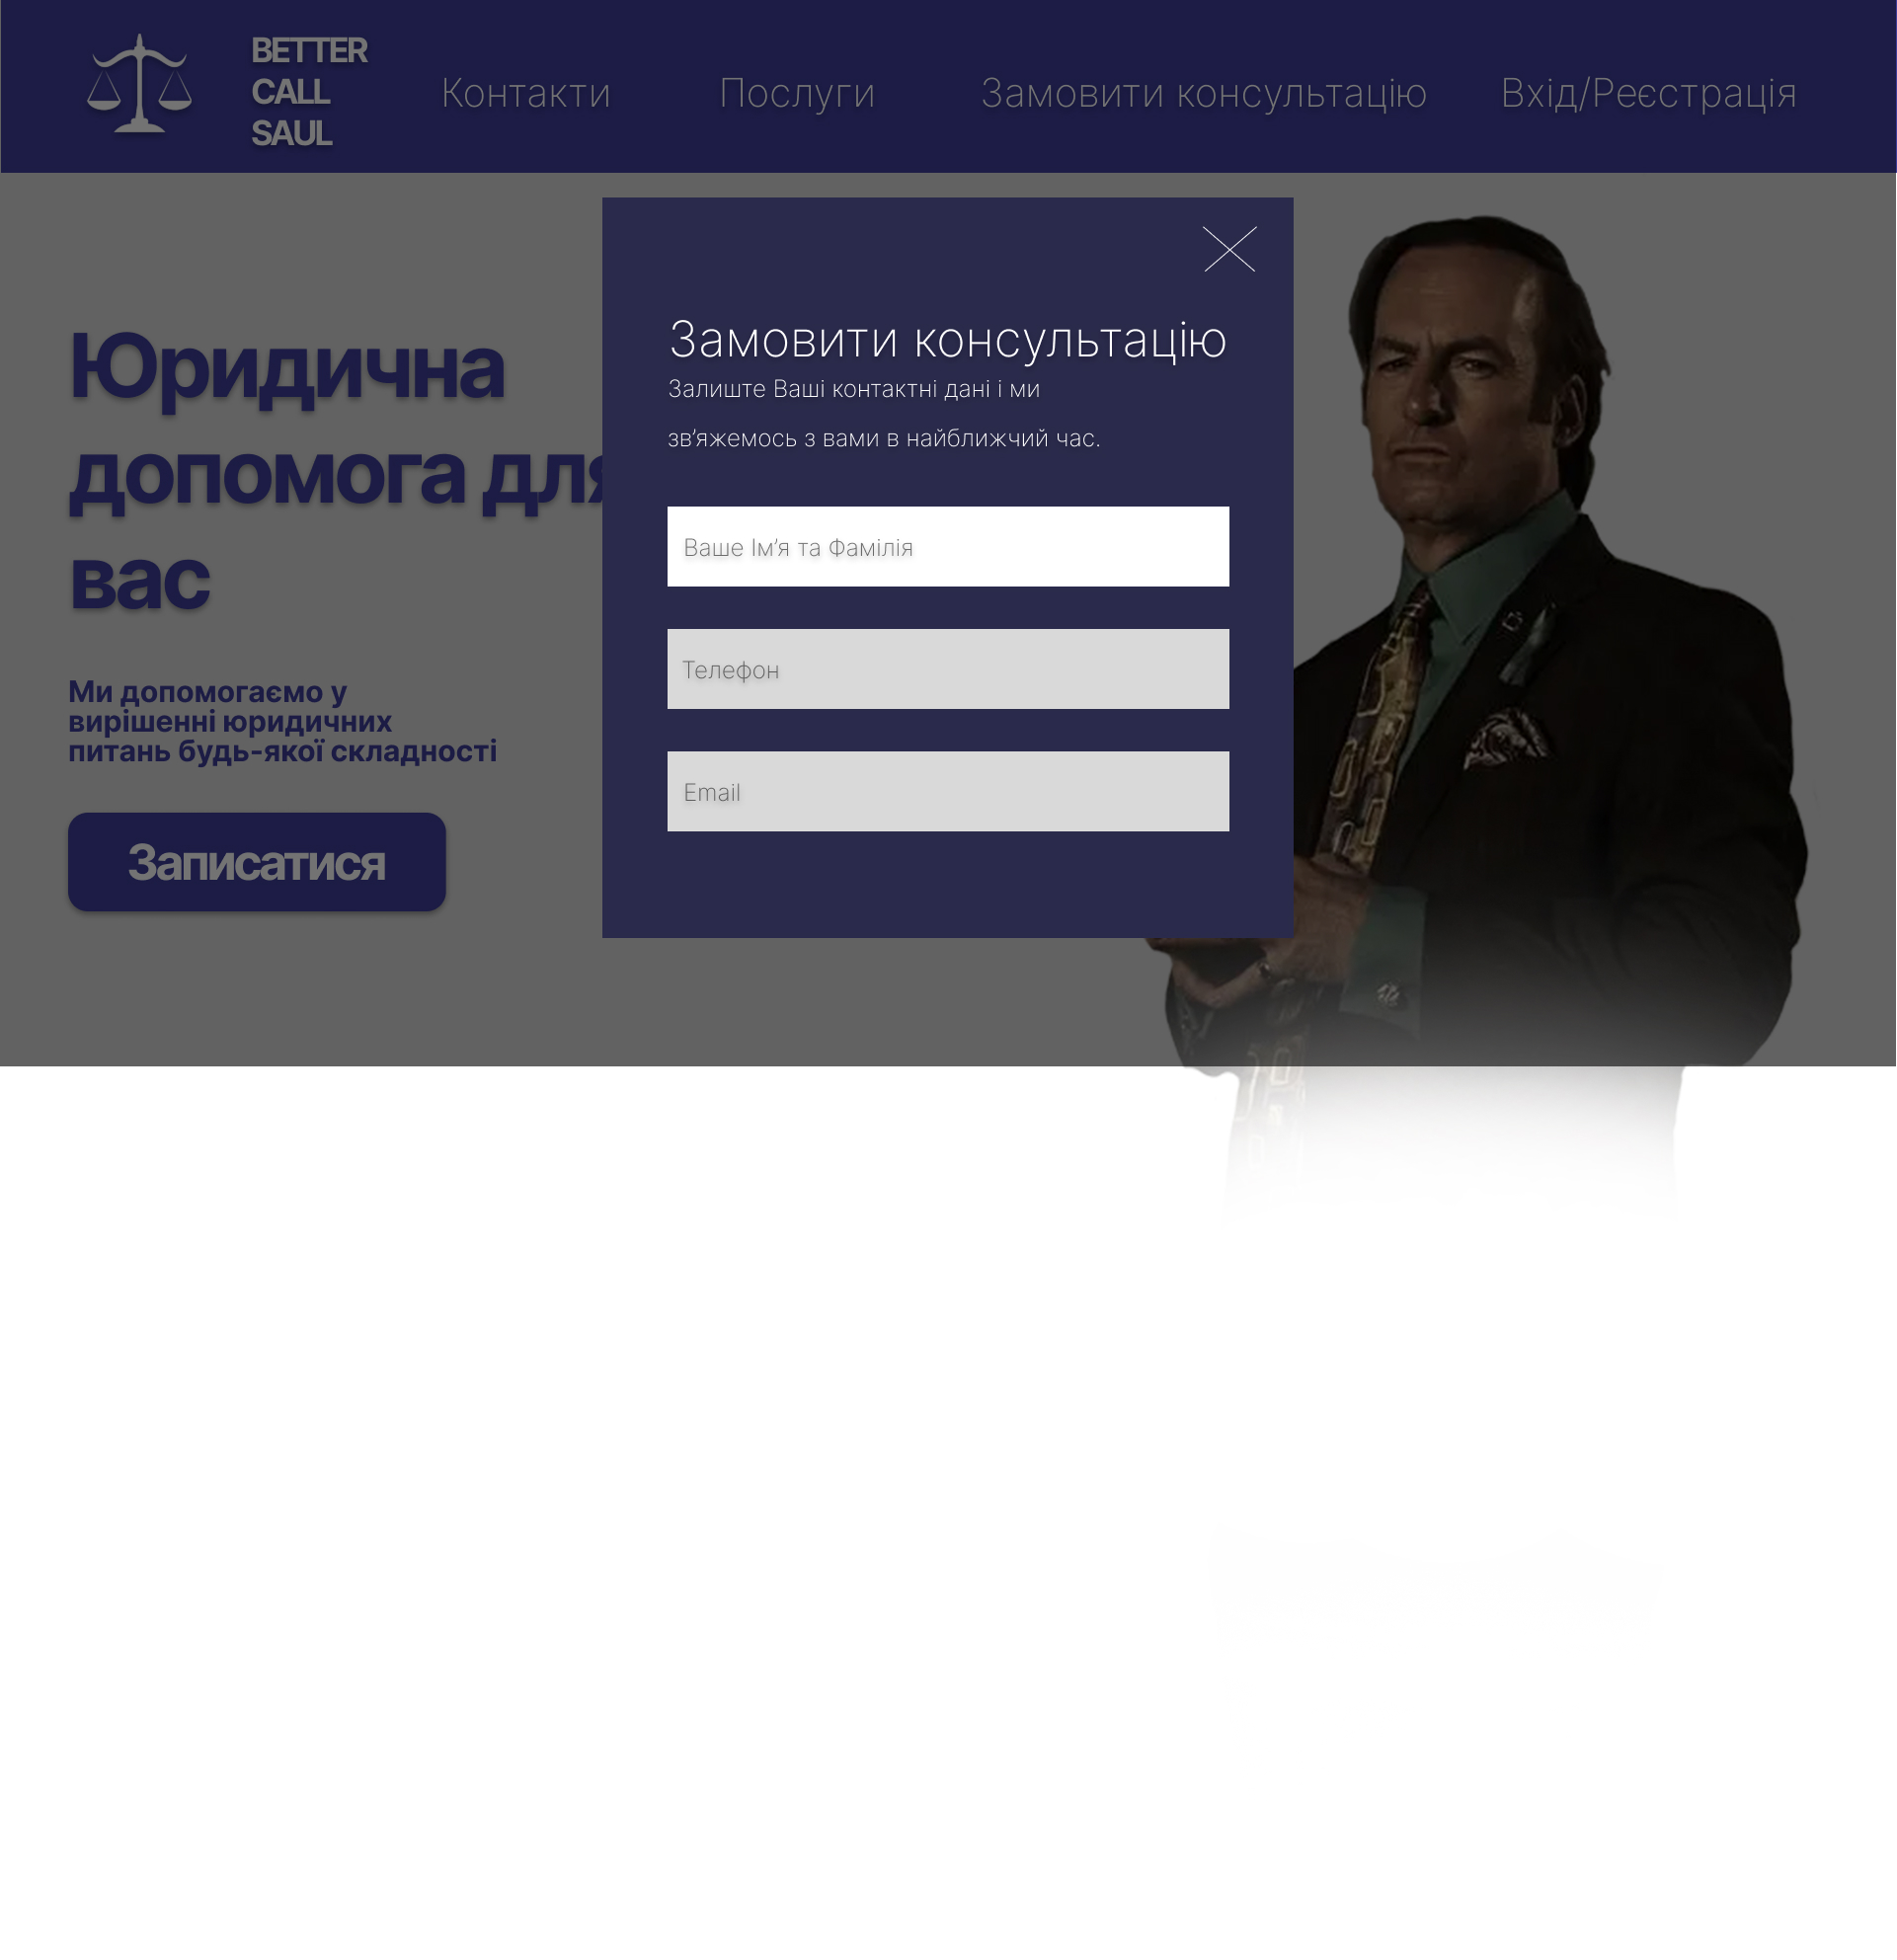 BETTER
CALL
SAUL
Контакти
Послуги
Замовити консультацію
Вхід/Реєстрація
Юридична
допомога для
вас
Ми допомогаємо у
вирішенні юридичних
питань будь-якої складності
Записатися
Замовити консультацію
Залиште Ваші контактні дані і ми
зв’яжемось з вами в найближчий час.
Ваше Ім’я та Фамілія
Телефон
Email